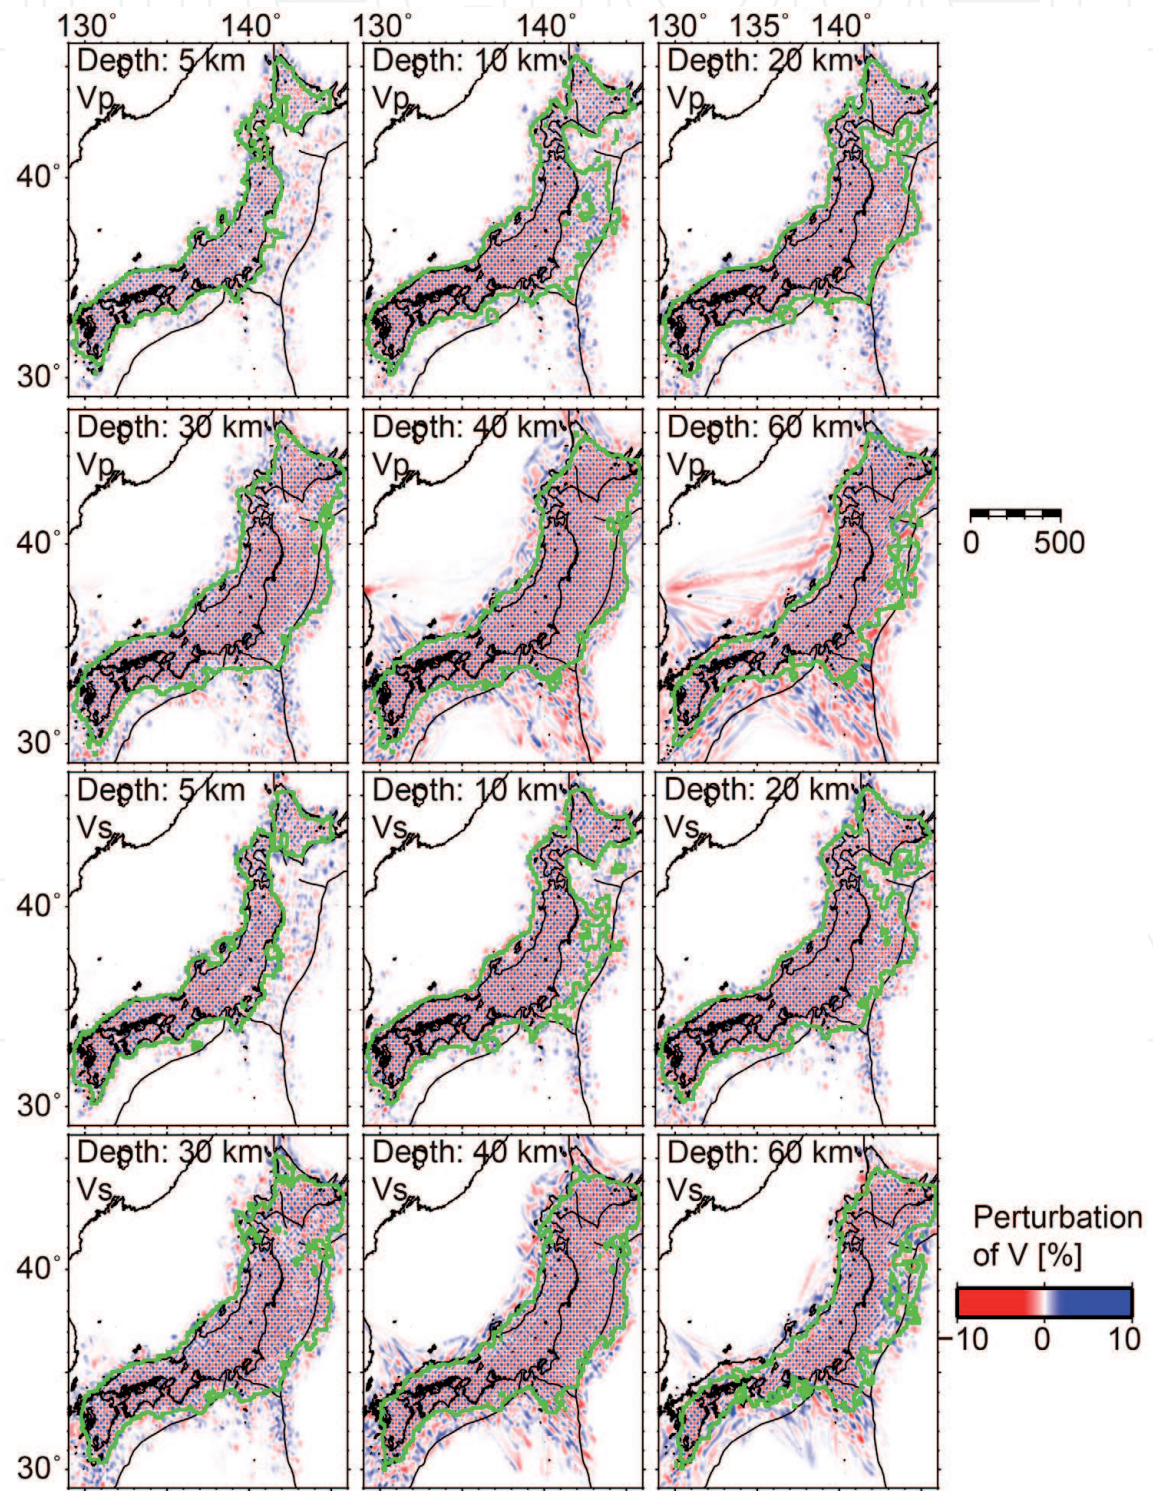 130° 140° 130° 140° 130° 135° 140°
Depth: 5 km Depth: 10 km Depth: 20 km
Vp Vp Vp
40°
30°
Depth: 30 km Depth: 40 km Depth: 60 km
Vp Vp Vp
40°
0 500
30°
Depth: 5 km Depth: 10 km Depth: 20 km
Vs Vs Vs
40°
30°
Depth: 30 km Depth: 40 km Depth: 60 km
Vs Vs Vs
Perturbation
of V [%]
40°
-10 0 10
30°